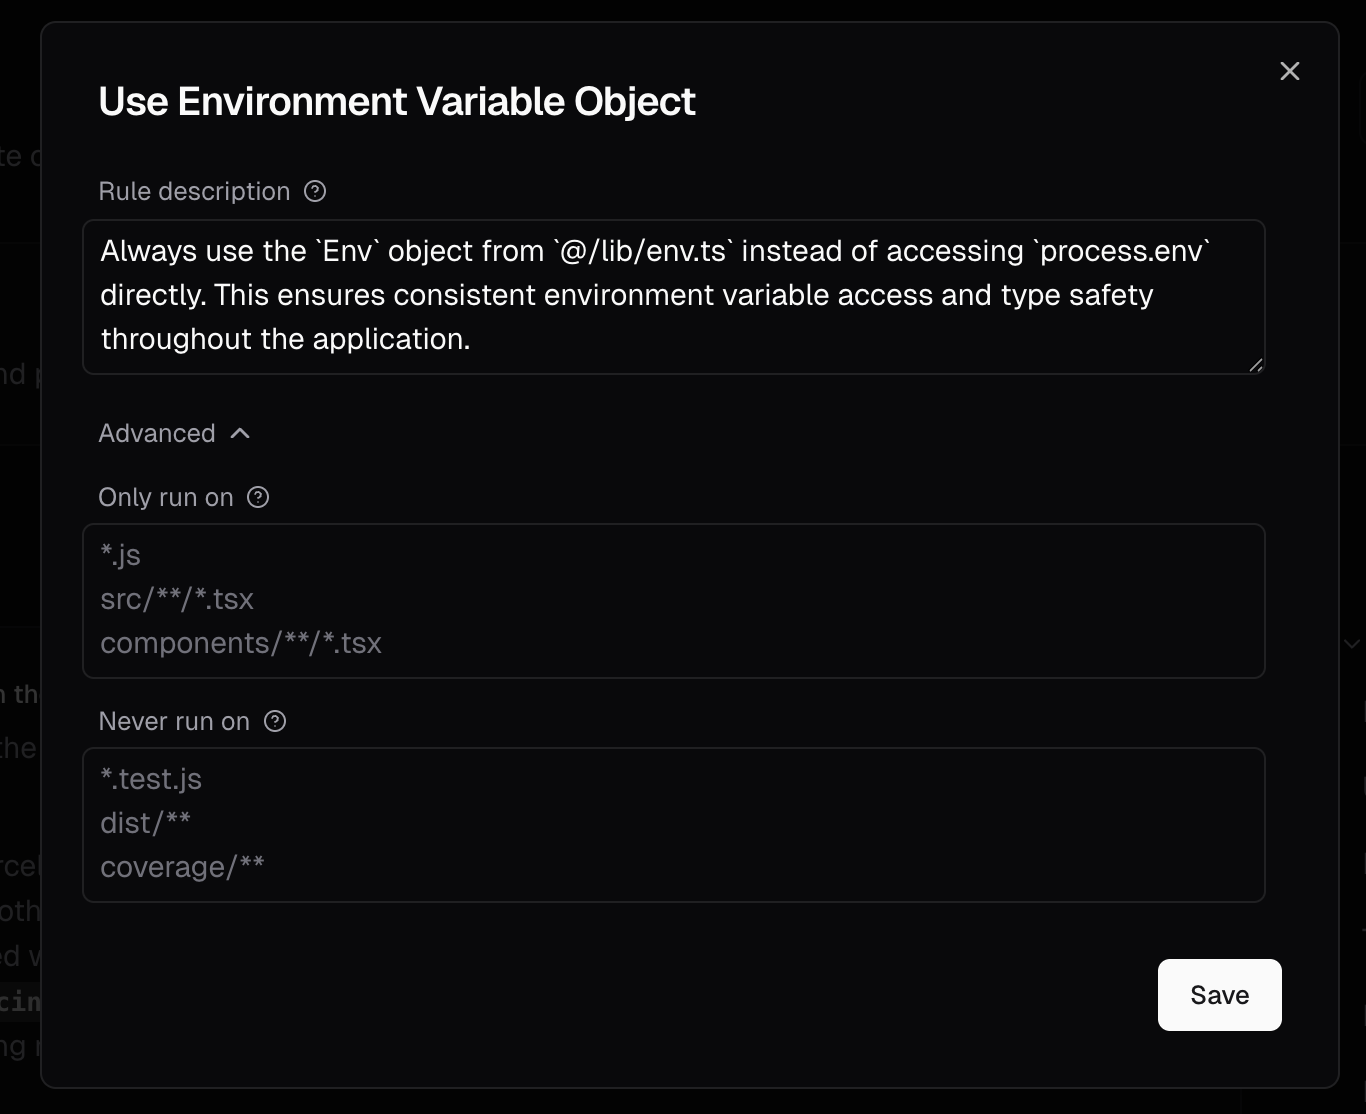 Use Environment Variable Object
Rule description
Always use the `Env` object from `@/lib/env.ts` instead of accessing `process.env`
directly. This ensures consistent environment variable access and type safety
throughout the application.
Advanced
Only run on
*.js
src/**/*.tsx
components/**/*.tsx
Never run on
*.test.js
dist/**
coverage/**
Save